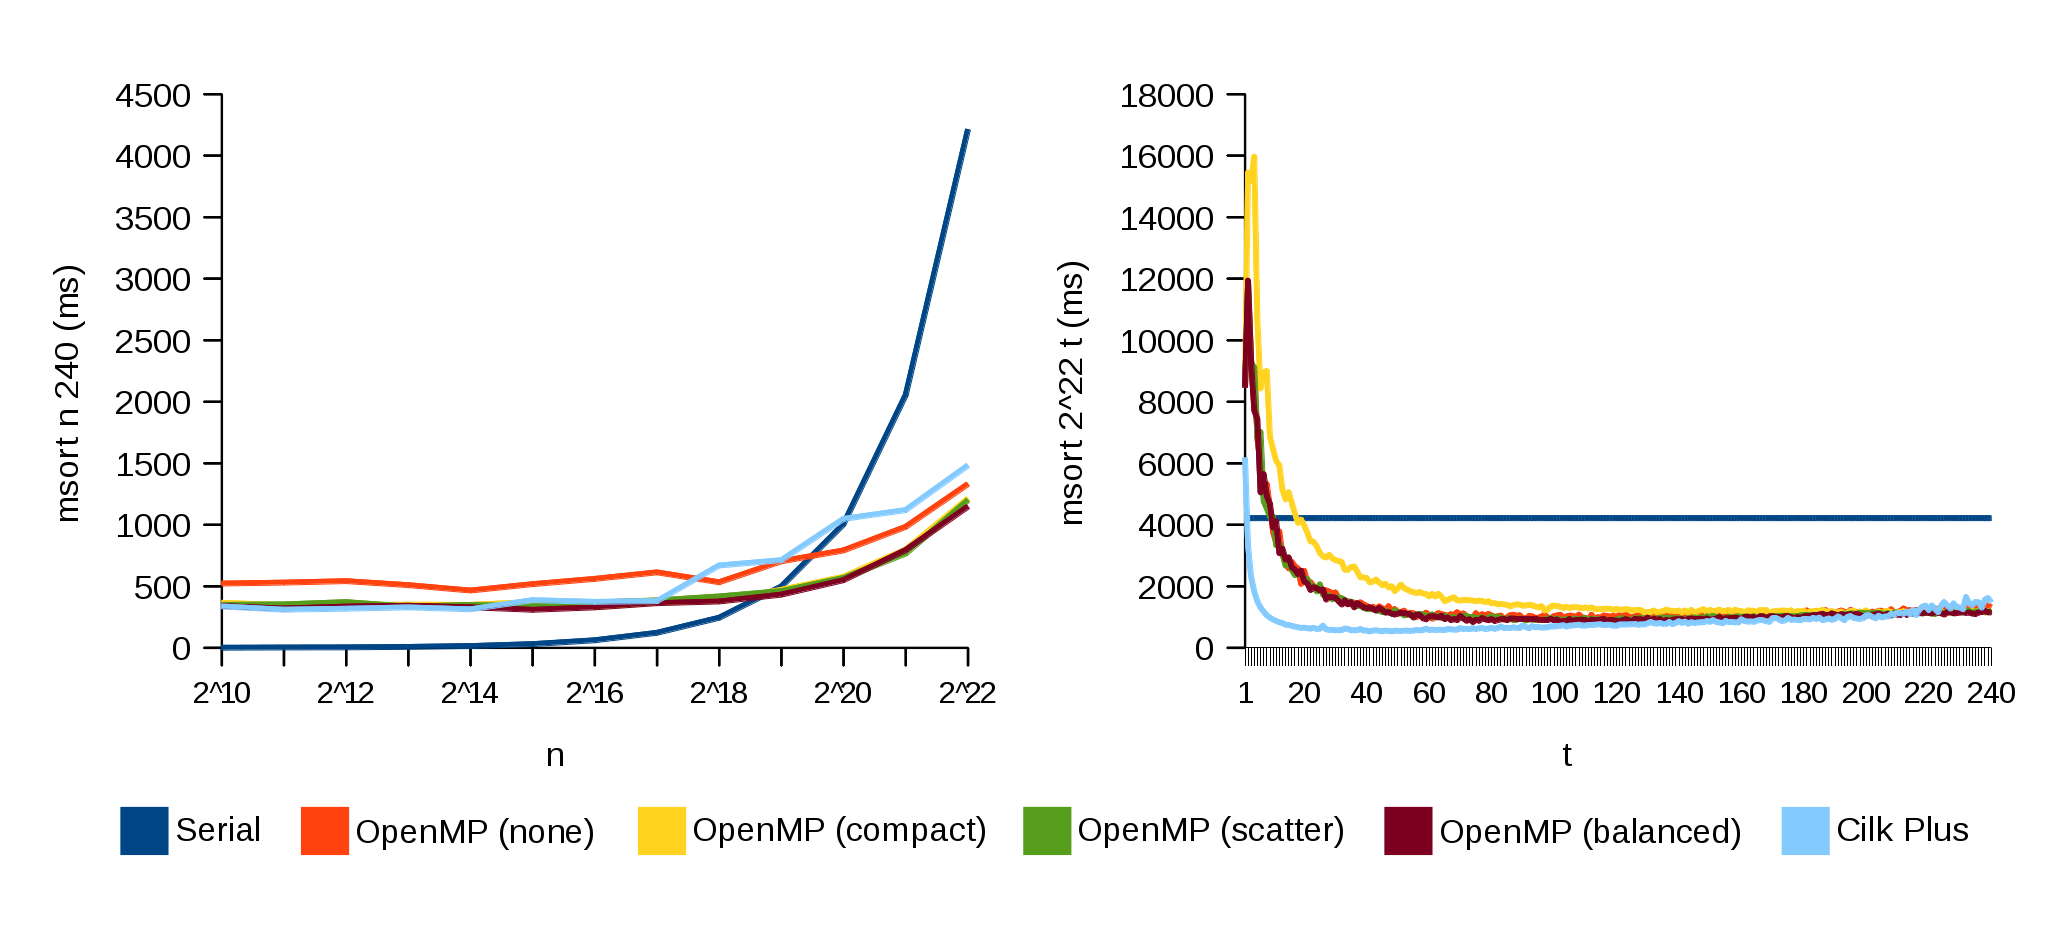 4500
4000
3500
3000
2500
2000
1500
1000
500
0
msort n 240 (ms)
2^10 2^12 2^14 2^16 2^18 2^20 2^22
n
18000
16000
14000
12000
10000
8000
6000
4000
2000
0
msort 2^22 t (ms)
1 20 40 60 80 100 120 140 160 180 200 220 240
t
Serial OpenMP (none) OpenMP (compact) OpenMP (scatter) OpenMP (balanced) Cilk Plus